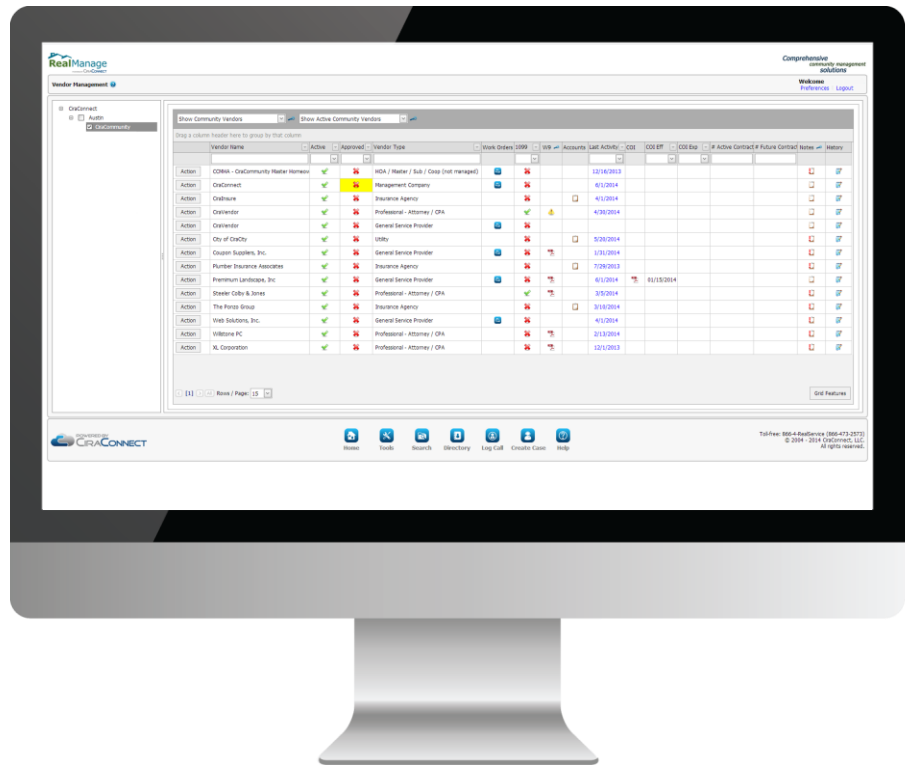 RealManage
Comprehensive
community management
solutions
Vendor Management
Welcome
Preferences Logout
CiraConnect
Austin
CiraCommunity
Show Community Vendors Show Active Community Vendors
Drag a column header here to group by that column
Vendor Name Active Approved Vendor Type Work Orders 1099 W9 Accounts Last Activity COI COI Eff COI Exp # Active Contract # Future Contract Notes History
Action COMMA - CiraCommunity Master Homeow HOA / Master / Sub / Coop (not managed) 12/16/2013
Action CiraConnect Management Company 6/1/2014
Action CiraInsure Insurance Agency 4/1/2014
Action CiraVendor Professional - Attorney / CPA 4/30/2014
Action CiraVendor General Service Provider
Action City of CiraCity Utility 5/20/2014
Action Coupon Suppliers, Inc. General Service Provider 1/31/2014
Action Plumber Insurance Associates Insurance Agency 7/29/2013
Action Premimum Landscape, Inc General Service Provider 6/1/2014 01/15/2014
Action Steeler Colby & Jones Professional - Attorney / CPA 3/5/2014
Action The Ponzo Group Insurance Agency 3/10/2014
Action Web Solutions, Inc. General Service Provider 4/1/2014
Action Willstone PC Professional - Attorney / CPA 2/13/2014
Action XL Corporation Professional - Attorney / CPA 12/1/2013
[1] Rows / Page: 15 Grid Features
POWERED BY
CIRACONNECT
Home Tools Search Directory Log Call Create Case Help
Toll-free: 866-4-RealService (866-473-2573)
© 2004 - 2014 CiraConnect, LLC.
All rights reserved.